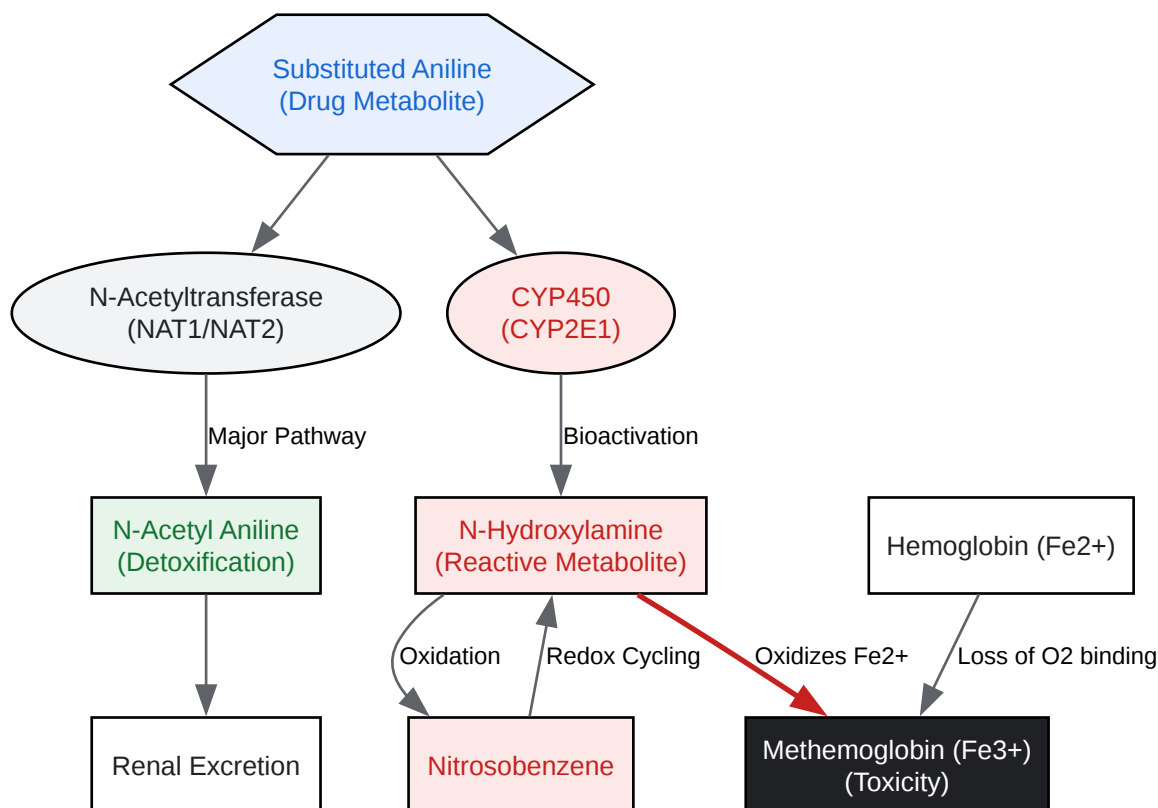 Substituted Aniline
(Drug Metabolite)
N-Acetyltransferase
(NAT1/NAT2)
CYP450
(CYP2E1)
Major Pathway
Bioactivation
N-Acetyl Aniline
(Detoxification)
N-Hydroxylamine
(Reactive Metabolite)
Hemoglobin (Fe2+)
Oxidation
Redox Cycling
Oxidizes Fe2+
Loss of O2 binding
Renal Excretion
Nitrosobenzene
Methemoglobin (Fe3+)
(Toxicity)